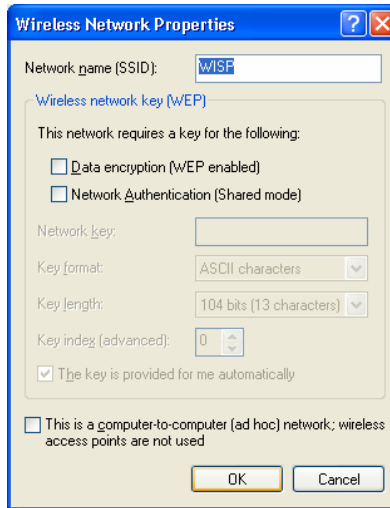 Wireless Network Properties
Network name (SSID): WISP
Wireless network key (WEP)
This network requires a key for the following:
Data encryption (WEP enabled)
Network Authentication (Shared mode)
Network key:
Key format: ASCII characters
Key length: 104 bits (13 characters)
Key index (advanced): 0
The key is provided for me automatically
This is a computer-to-computer (ad hoc) network; wireless
access points are not used
OK Cancel